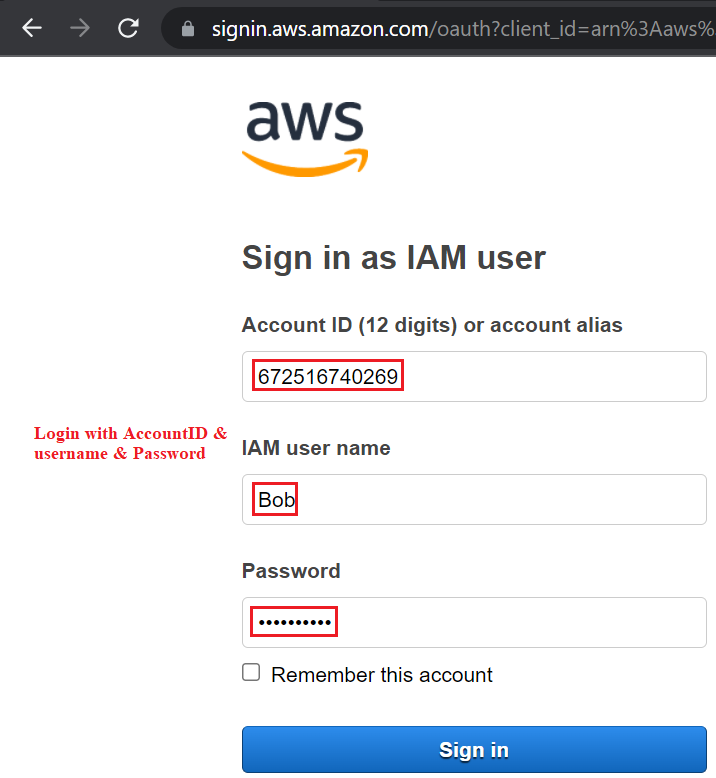 signin.aws.amazon.com/oauth?client_id=arn%3Aaws%
aws
Sign in as IAM user
Account ID (12 digits) or account alias
672516740269
Login with AccountID &
username & Password
IAM user name
Bob
Password
••••••••••
Remember this account
Sign in